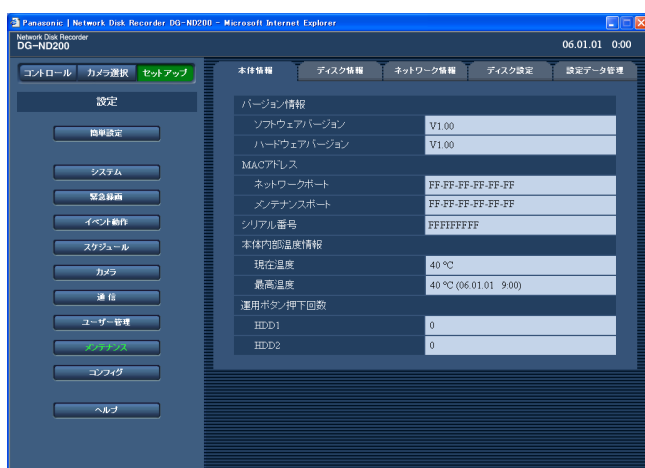 Panasonic | Network Disk Recorder DG-ND200 - Microsoft Internet Explorer
Network Disk Recorder
DG-ND200
06.01.01 0:00
コントロール カメラ選択 セットアップ
本体情報 ディスク情報 ネットワーク情報 ディスク設定 設定データ管理
設定
簡単設定
システム
緊急録画
イベント動作
スケジュール
カメラ
通信
ユーザー管理
メンテナンス
コンフィグ
ヘルプ
バージョン情報
ソフトウェアバージョン V1.00
ハードウェアバージョン V1.00
MACアドレス
ネットワークポート FF-FF-FF-FF-FF-FF
メンテナンスポート FF-FF-FF-FF-FF-FF
シリアル番号 FFFFFFFF
本体内部温度情報
現在温度 40 ℃
最高温度 40 ℃ (06.01.01 9:00)
運用ボタン押下回数
HDD1 0
HDD2 0